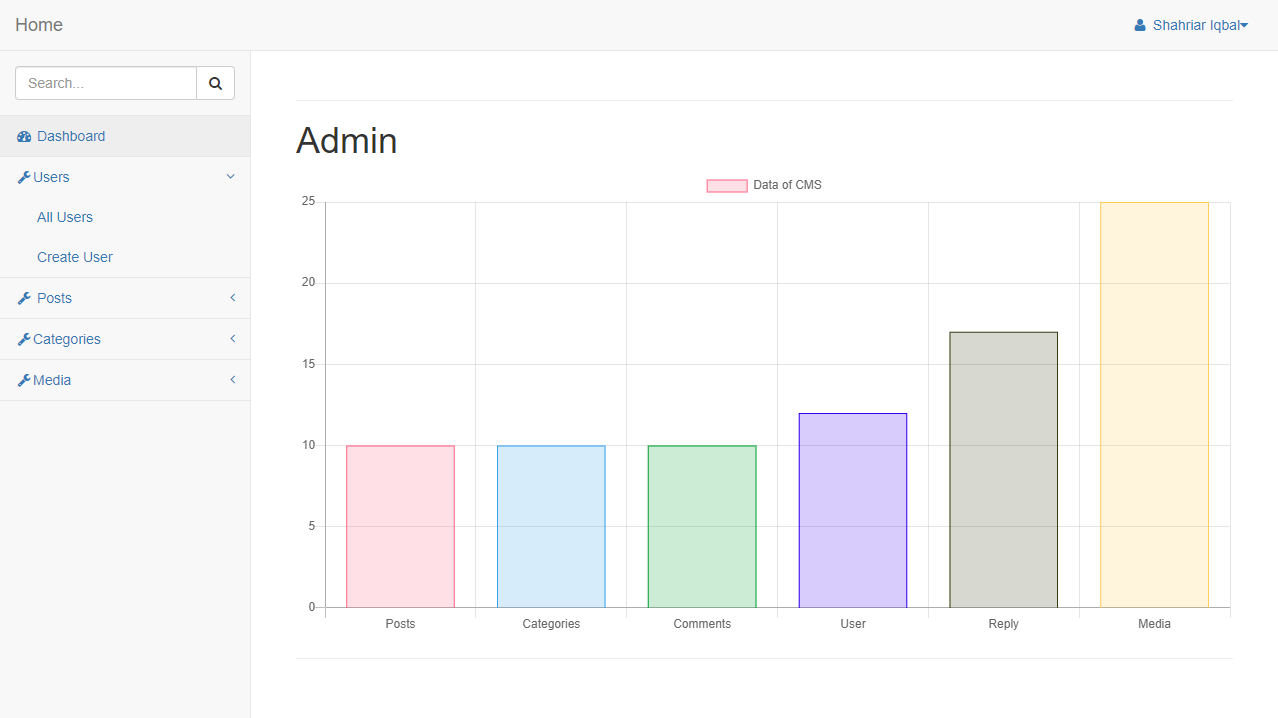 Home
Shahriar Iqbal
Search...
Dashboard
Users
All Users
Create User
Posts
Categories
Media
Admin
Data of CMS
25
20
15
10
5
0
Posts Categories Comments User Reply Media